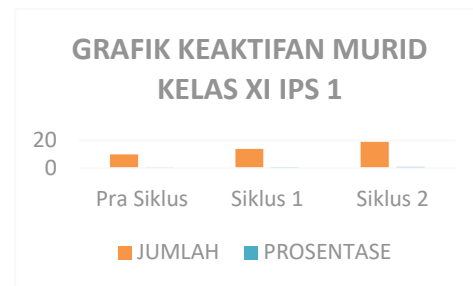 GRAFIK KEAKTIFAN MURID
KELAS XI IPS 1
20
0
Pra Siklus Siklus 1 Siklus 2
JUMLAH PROSENTASE